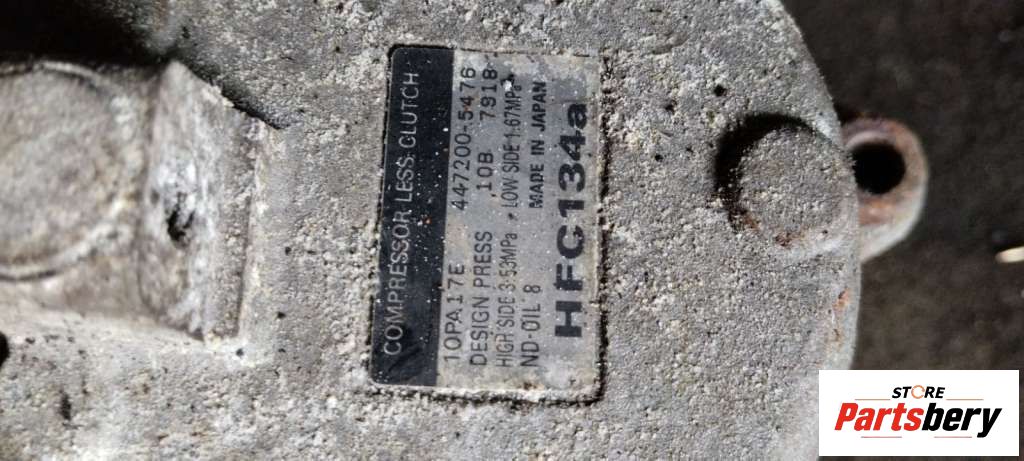 COMPRESSOR LESS CLUTCH
10PA17E 447200-5476
DESIGN PRESS 10B 7918
HIGH SIDE 3.53MPa, LOW SIDE 1.67MPa
ND-OIL 8 MADE IN JAPAN
HFC134a
STORE
Partsbery